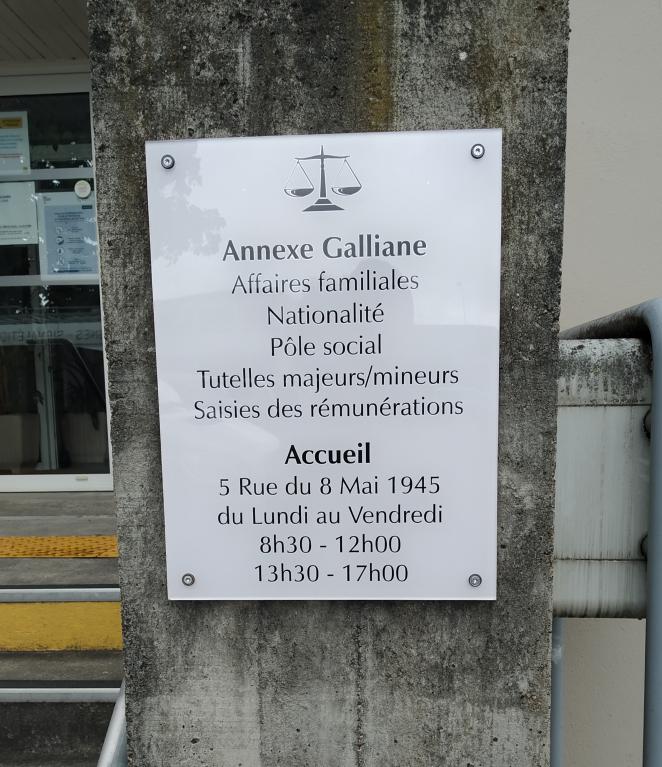 Annexe Galliane
Affaires familiales
Nationalité
Pôle social
Tutelles majeurs/mineurs
Saisies des rémunérations
Accueil
5 Rue du 8 Mai 1945
du Lundi au Vendredi
8h30 - 12h00
13h30 - 17h00